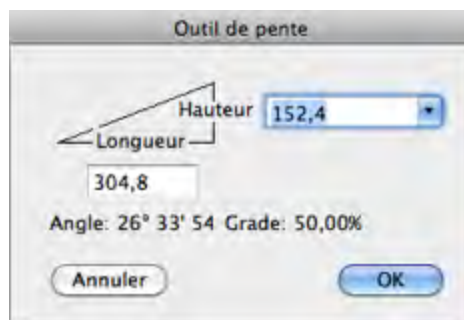 Outil de pente
Hauteur 152,4
Longueur
304,8
Angle: 26° 33' 54 Grade: 50,00%
Annuler OK